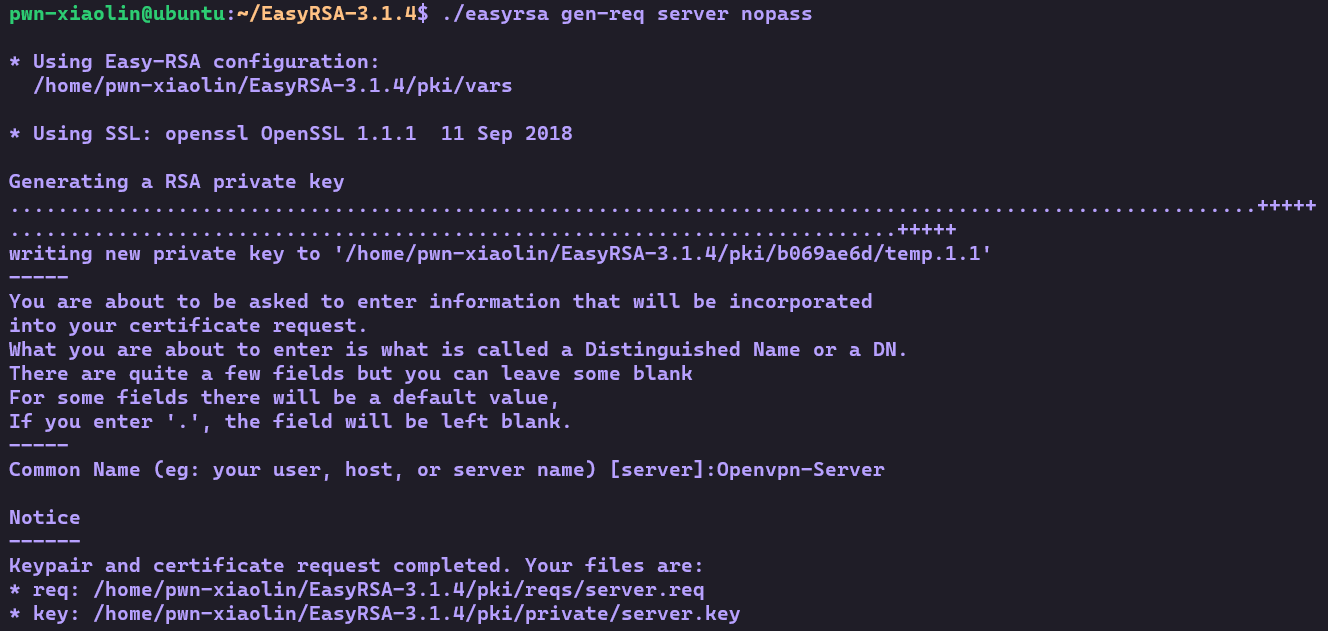 pwn-xiaolin@ubuntu:~/EasyRSA-3.1.4$ ./easyrsa gen-req server nopass
* Using Easy-RSA configuration:
/home/pwn-xiaolin/EasyRSA-3.1.4/pki/vars
* Using SSL: openssl OpenSSL 1.1.1  11 Sep 2018
Generating a RSA private key
........................................................................................................+++++
..........................................................................+++++
writing new private key to '/home/pwn-xiaolin/EasyRSA-3.1.4/pki/b069ae6d/temp.1.1'
-----
You are about to be asked to enter information that will be incorporated
into your certificate request.
What you are about to enter is what is called a Distinguished Name or a DN.
There are quite a few fields but you can leave some blank
For some fields there will be a default value,
If you enter '.', the field will be left blank.
-----
Common Name (eg: your user, host, or server name) [server]:Openvpn-Server
Notice
------
Keypair and certificate request completed. Your files are:
* req: /home/pwn-xiaolin/EasyRSA-3.1.4/pki/reqs/server.req
* key: /home/pwn-xiaolin/EasyRSA-3.1.4/pki/private/server.key